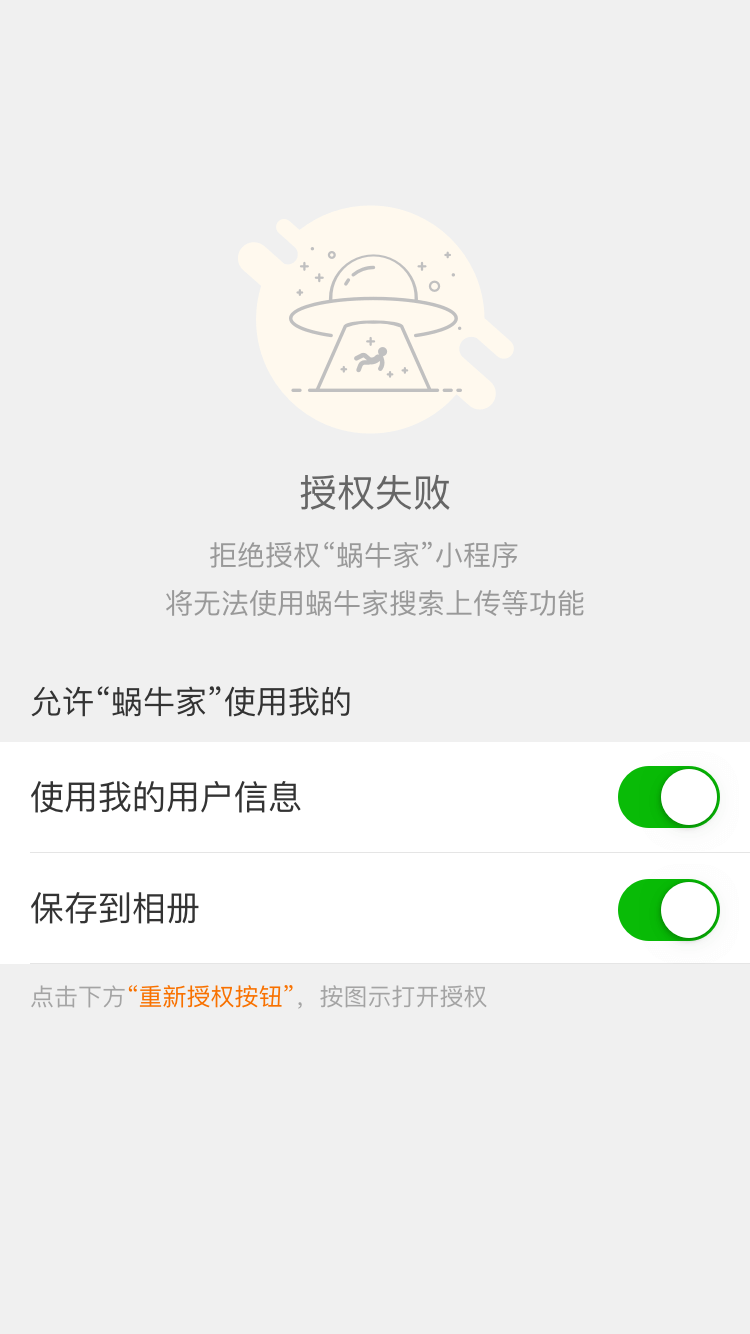 授权失败
拒绝授权“蜗牛家”小程序
将无法使用蜗牛家搜索上传等功能
允许“蜗牛家”使用我的
使用我的用户信息
保存到相册
点击下方“重新授权按钮”，按图示打开授权